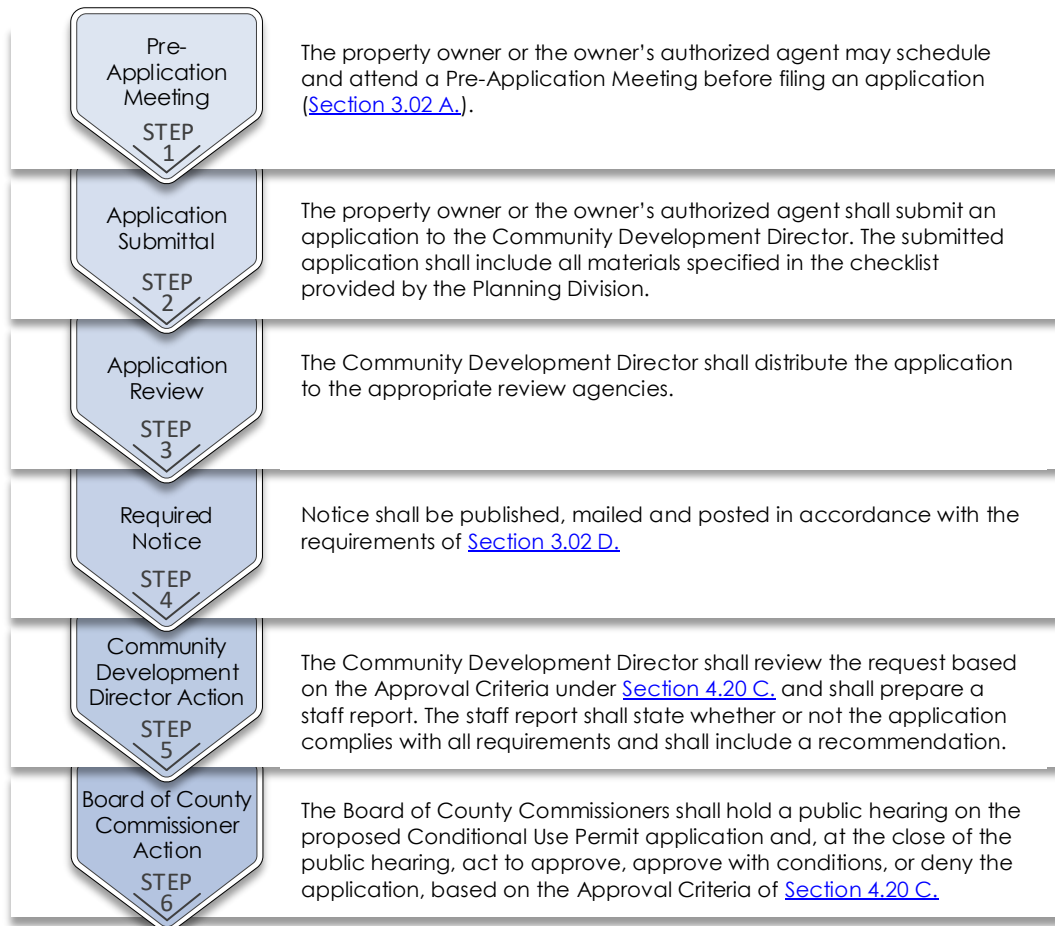 Pre-
Application
Meeting
STEP
1
The property owner or the owner’s authorized agent may schedule
and attend a Pre-Application Meeting before filing an application
(Section 3.02 A.).
Application
Submittal
STEP
2
The property owner or the owner’s authorized agent shall submit an
application to the Community Development Director. The submitted
application shall include all materials specified in the checklist
provided by the Planning Division.
Application
Review
STEP
3
The Community Development Director shall distribute the application
to the appropriate review agencies.
Required
Notice
STEP
4
Notice shall be published, mailed and posted in accordance with the
requirements of Section 3.02 D.
Community
Development
Director Action
STEP
5
The Community Development Director shall review the request based
on the Approval Criteria under Section 4.20 C. and shall prepare a
staff report. The staff report shall state whether or not the application
complies with all requirements and shall include a recommendation.
Board of County
Commissioner
Action
STEP
6
The Board of County Commissioners shall hold a public hearing on the
proposed Conditional Use Permit application and, at the close of the
public hearing, act to approve, approve with conditions, or deny the
application, based on the Approval Criteria of Section 4.20 C.